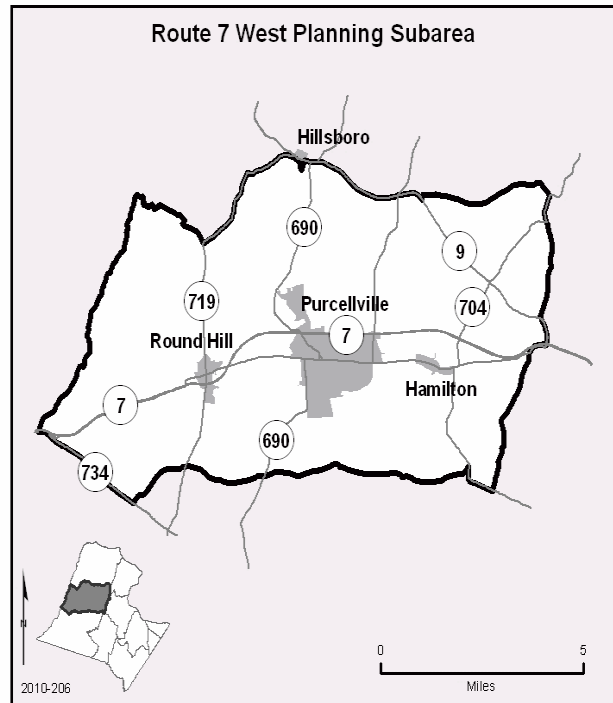 Route 7 West Planning Subarea
Hillsboro
690
9
719
Purcellville
704
Round Hill
7
Hamilton
7
690
734
N
0
5
Miles
2010-206